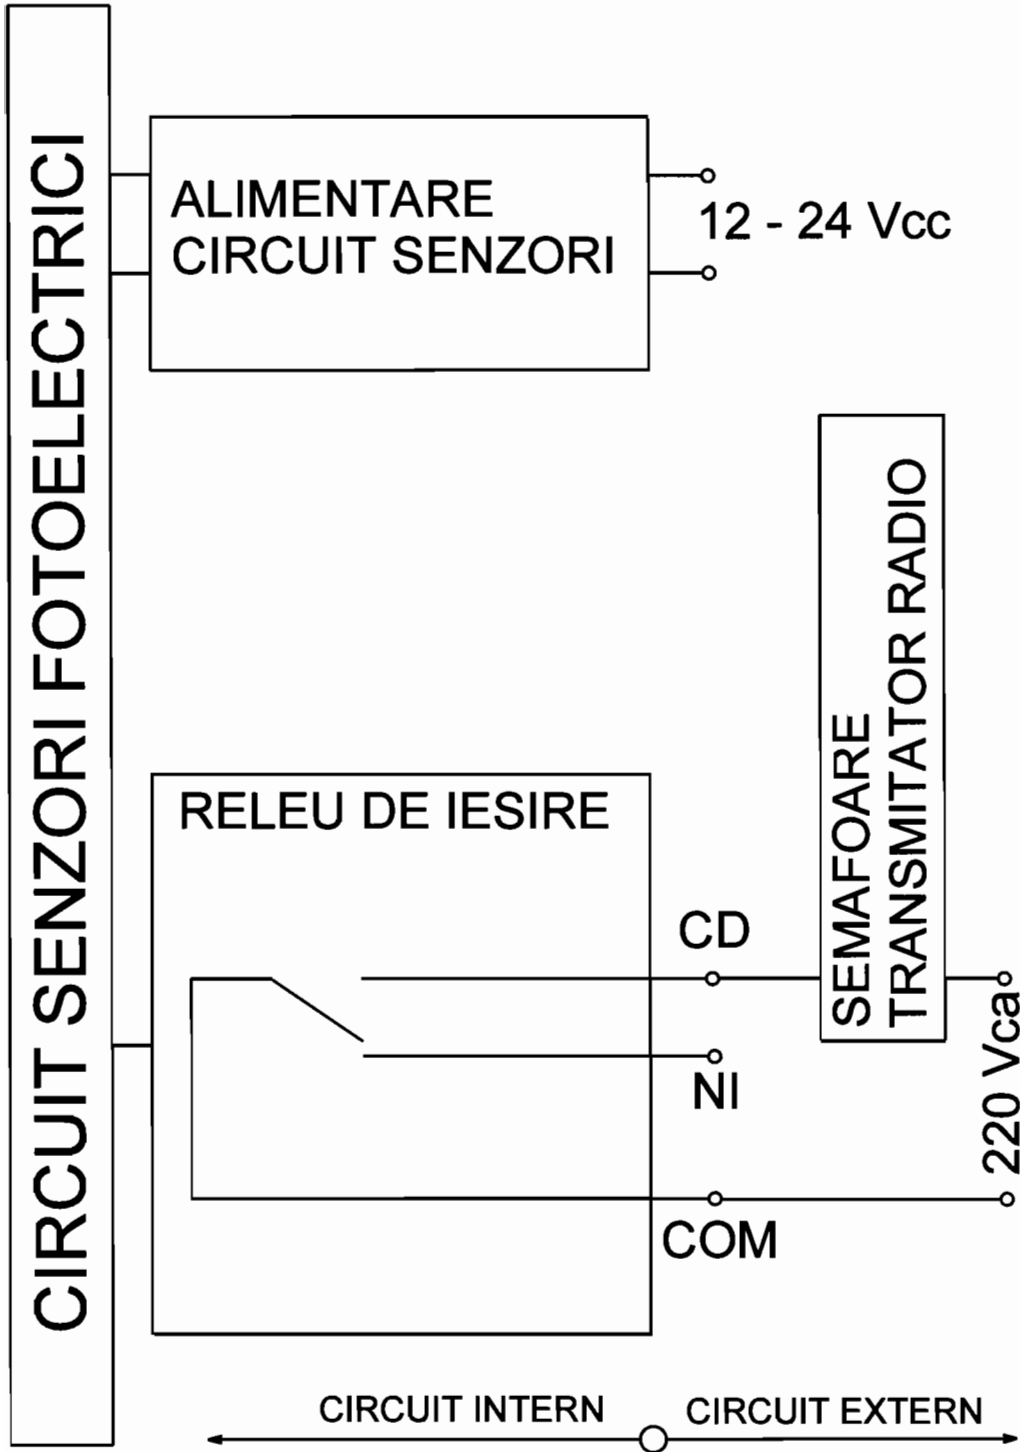 CIRCUIT SENZORI FOTOELECTRICI
ALIMENTARE
CIRCUIT SENZORI
12 - 24 Vcc
SEMAFOARE
TRANSMITATOR RADIO
RELEU DE IESIRE
CD
NI
COM
220 Vca
CIRCUIT INTERN
CIRCUIT EXTERN